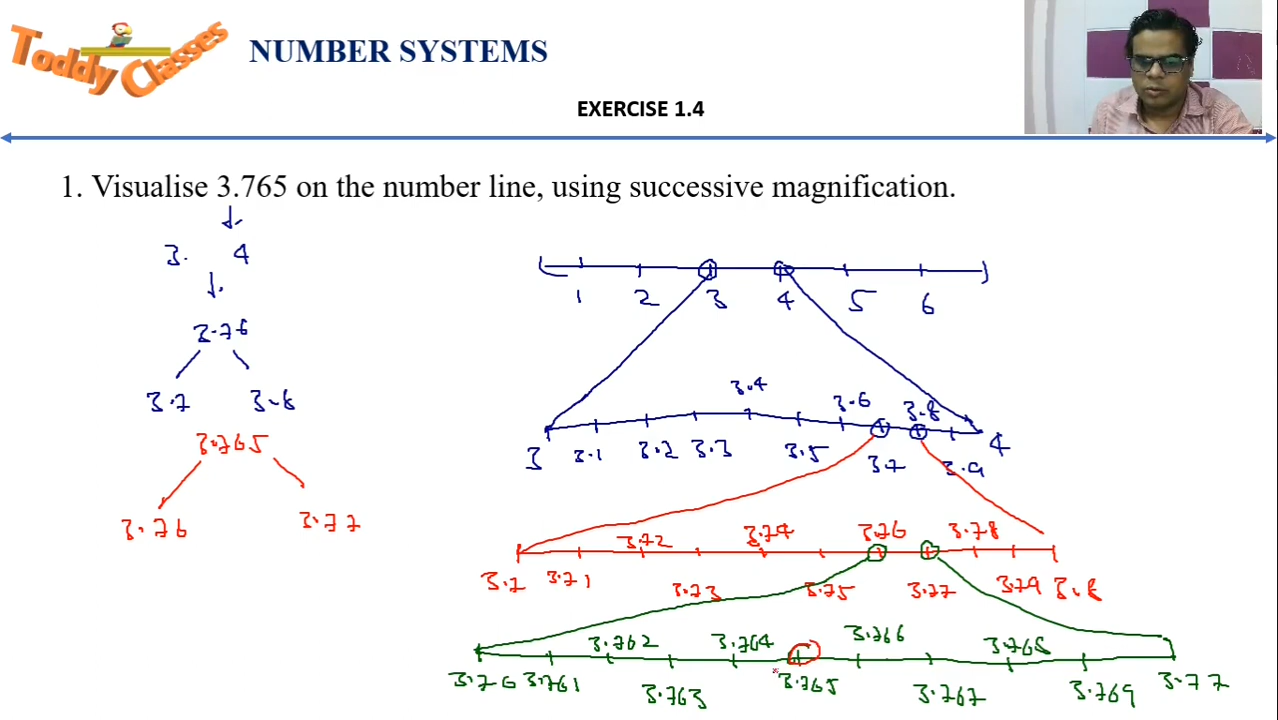 Toddy Classes
NUMBER SYSTEMS
EXERCISE 1.4
1. Visualise 3.765 on the number line, using successive magnification.
3. 4
3.76
3.7 3.8
3.765
3.76 3.77
1 2 3 4 5 6
3.4 3.6 3.8
3 3.1 3.2 3.3 3.5 3.7 3.9 4
3.72 3.74 3.76 3.78
3.7 3.71 3.73 3.75 3.77 3.79 3.8
3.762 3.764 3.766 3.768
3.76 3.761 3.763 3.765 3.767 3.769 3.77